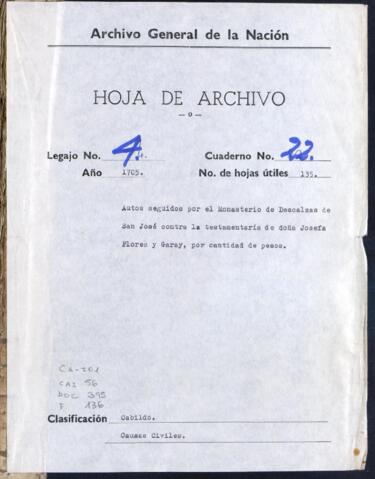 Archivo General de la Nación
HOJA DE ARCHIVO
— o —
Legajo No. 4. Cuaderno No. 22.
Año 1705. No. de hojas útiles 135.
Autos seguidos por el Monasterio de Descalzas de
San José contra la testamentaría de doña Josefa
Flores y Garay, por cantidad de pesos.
CA-JO1
CAJ 56
DOC 395
F 136
Clasificación Cabildo.
Causas Civiles.